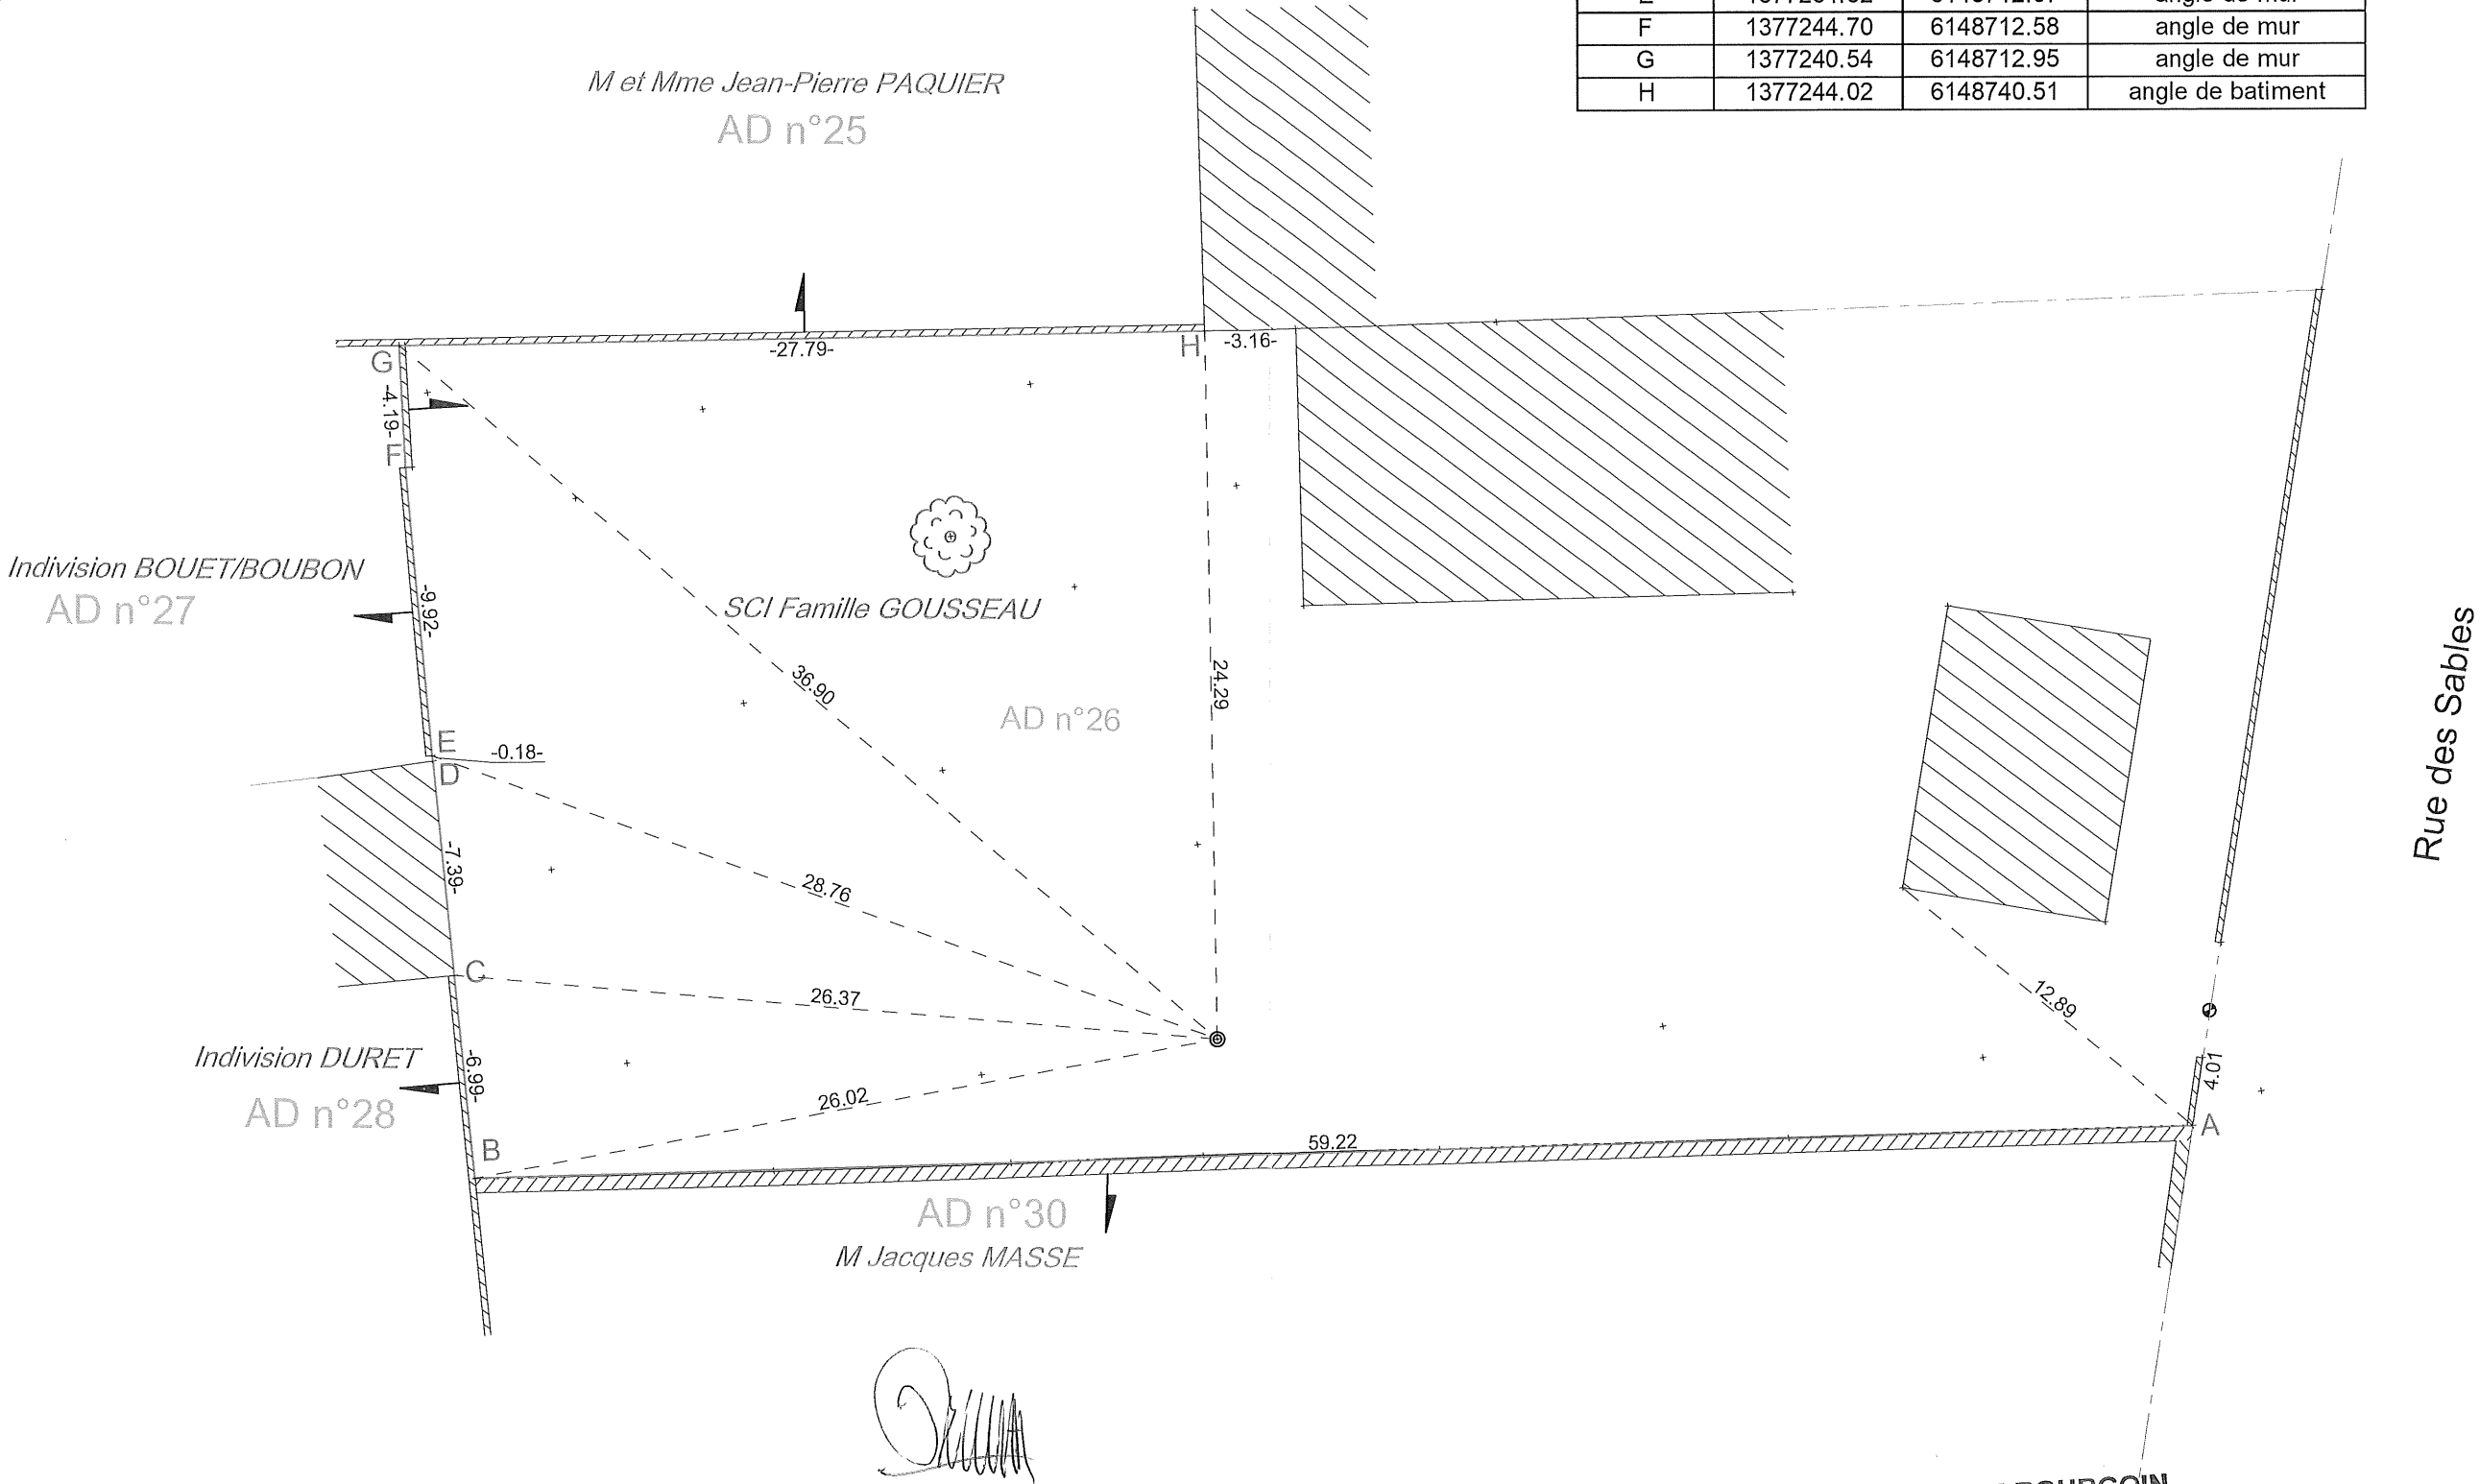 F 1377244.70 6148712.58 angle de mur
G 1377240.54 6148712.95 angle de mur
H 1377244.02 6148740.51 angle de batiment
M et Mme Jean-Pierre PAQUIER
AD n°25
G
-27.79-
H
-3.16-
-4.19-
F
Indivision BOUET/BOUBON
AD n°27
-9.92-
SCI Famille GOUSSEAU
36.90
24.29
AD n°26
Rue des Sables
E
-0.18-
D
-7.39-
28.76
C
26.37
12.89
Indivision DURET
AD n°28
-6.99-
26.02
4.01
B
59.22
A
AD n°30
M Jacques MASSE